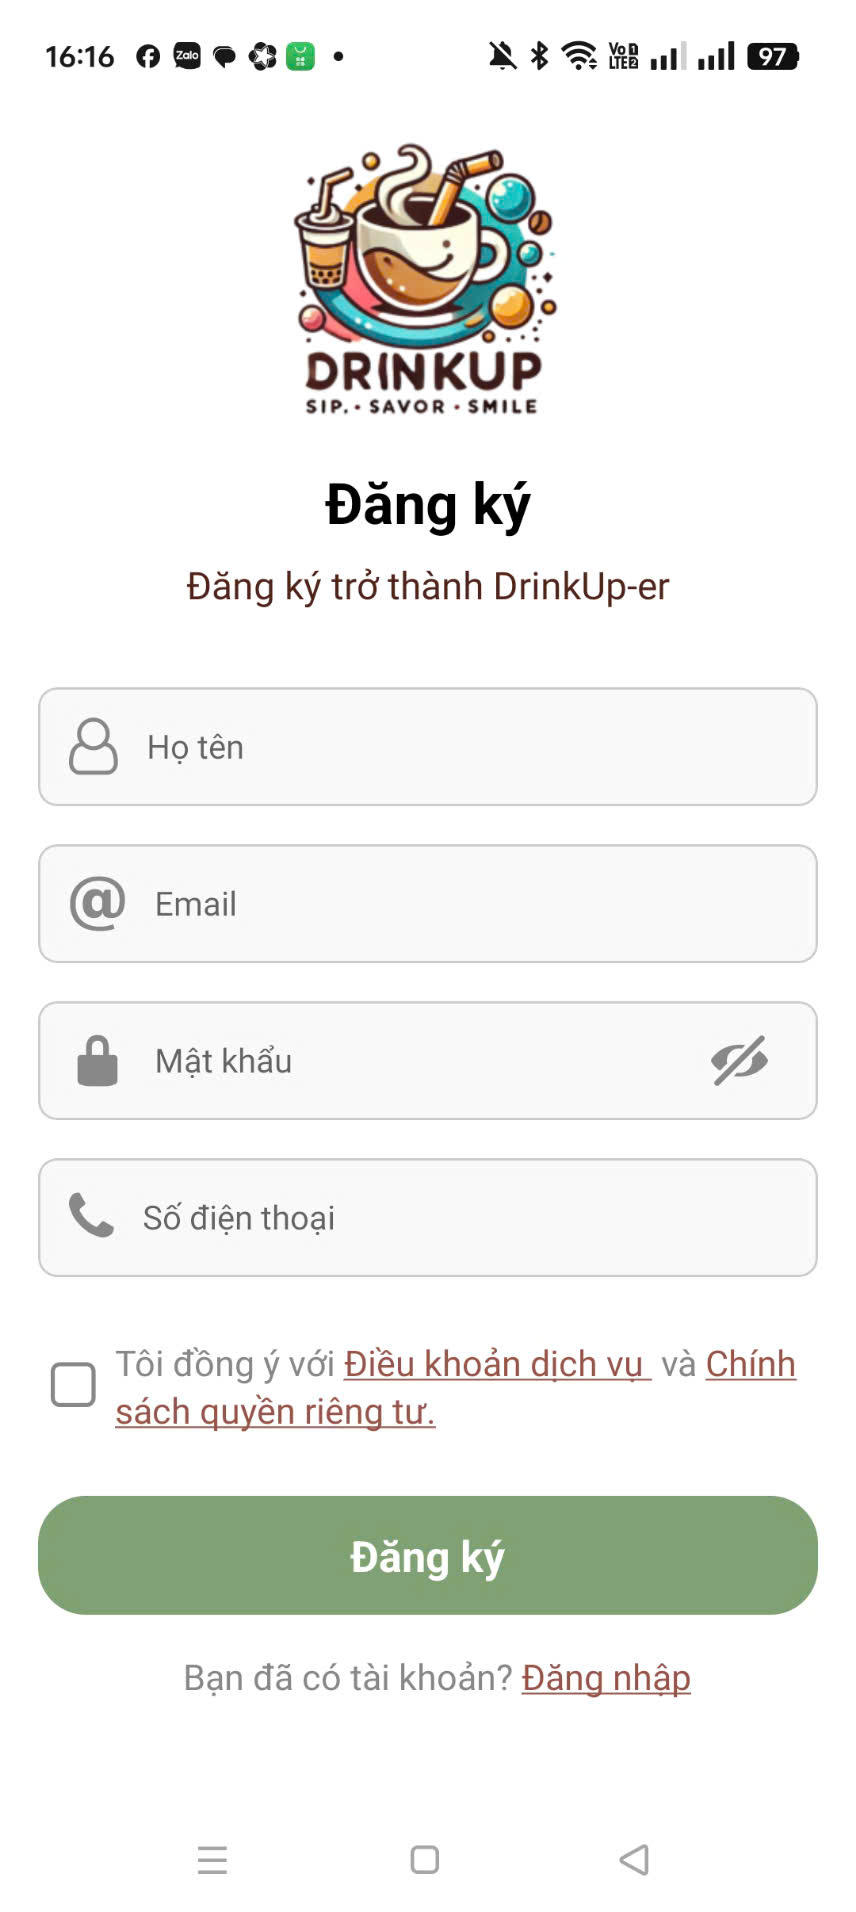 16:16 Zalo Vo 1 LTE 2 97
DRINKUP
SIP. • SAVOR • SMILE
Đăng ký
Đăng ký trở thành DrinkUp-er
Họ tên
@ Email
Mật khẩu
Số điện thoại
Tôi đồng ý với Điều khoản dịch vụ và Chính
sách quyền riêng tư.
Đăng ký
Bạn đã có tài khoản? Đăng nhập